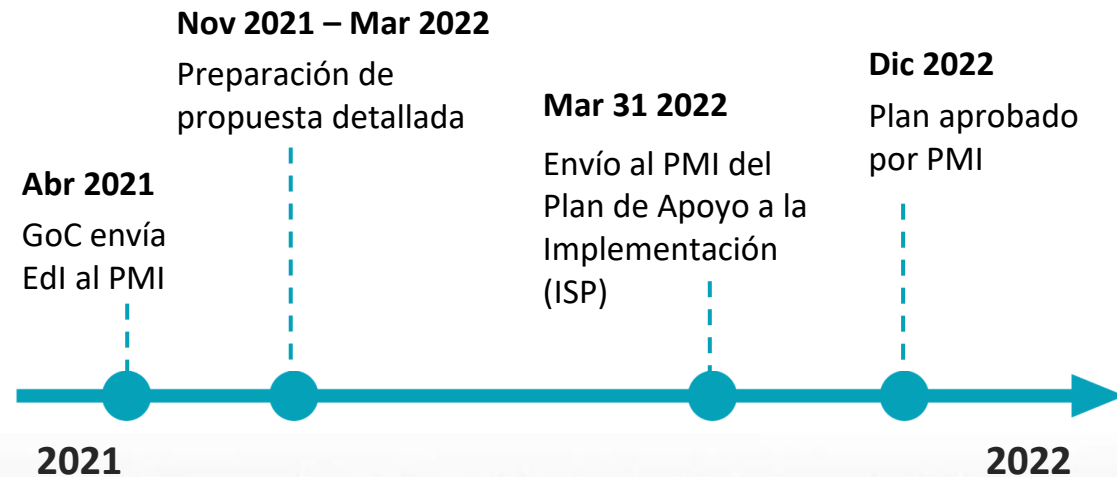 Abr 2021
GoC envía
EdI al PMI
Nov 2021 – Mar 2022
Preparación de
propuesta detallada
Mar 31 2022
Envío al PMI del
Plan de Apoyo a la
Implementación
(ISP)
Dic 2022
Plan aprobado
por PMI
2021
2022